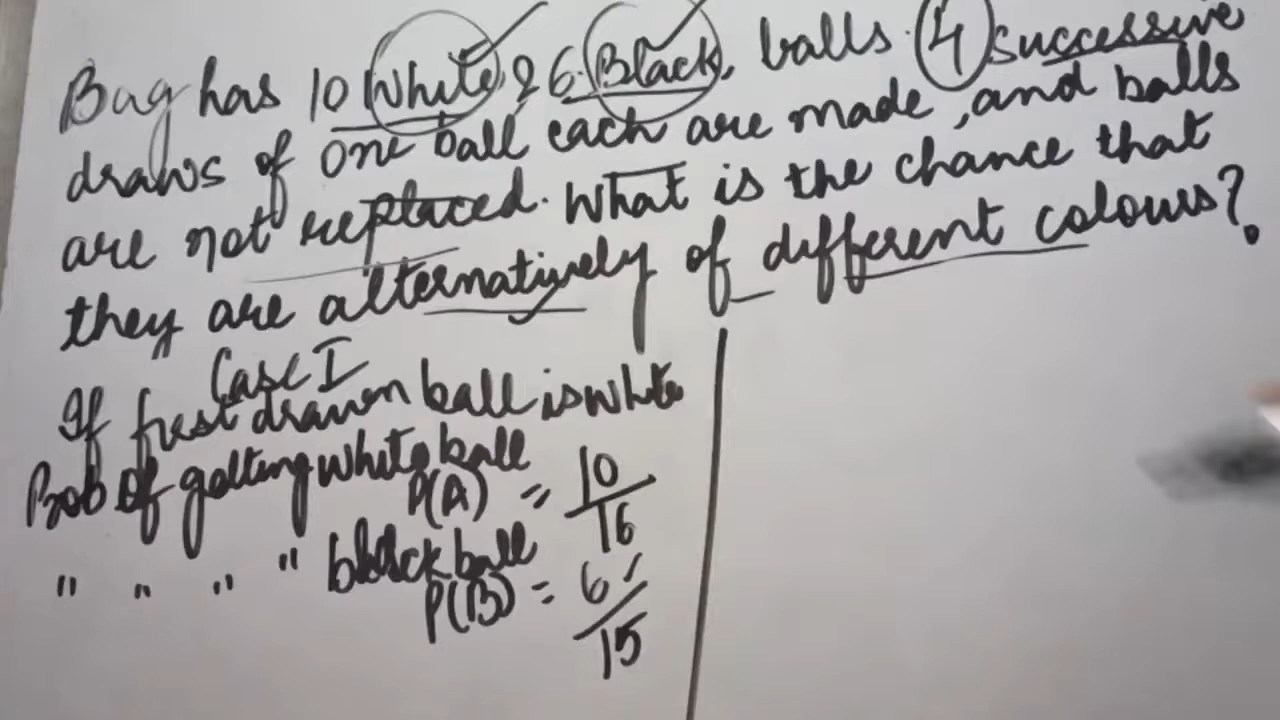 Bag has 10 White & 6 Black balls. 4 successive
draws of one ball each are made, and balls
are not replaced. What is the chance that
they are alternatively of different colours?
Case I
If first drawn ball is white
Prob of getting white ball
P(A) = 10/16
" " " " black ball
P(B) = 6/15